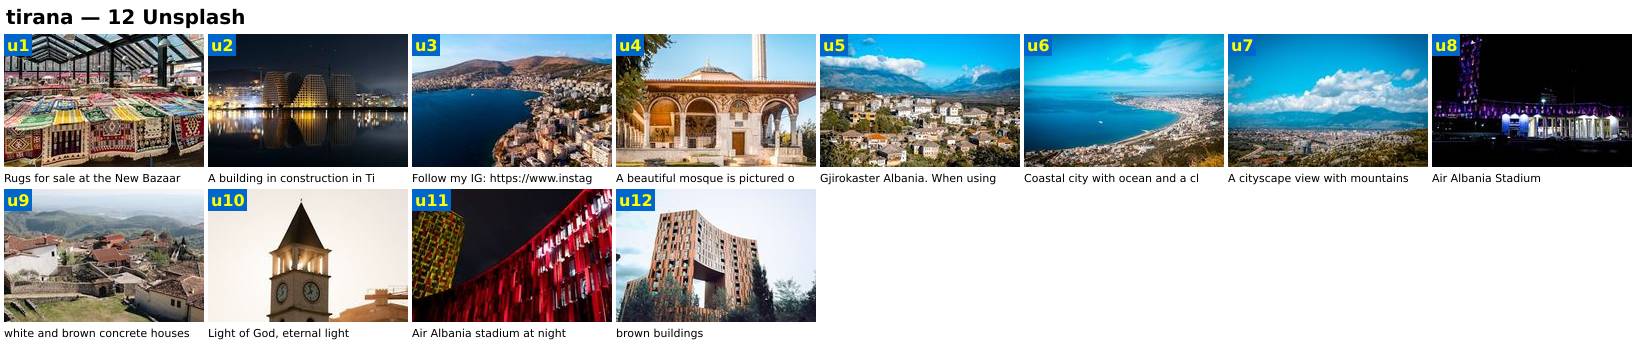 tirana — 12 Unsplash
u1
u2
u3
u4
u5
u6
u7
u8
Rugs for sale at the New Bazaar
A building in construction in Ti
Follow my IG: https://www.instag
A beautiful mosque is pictured o
Gjirokaster Albania. When using
Coastal city with ocean and a cl
A cityscape view with mountains
Air Albania Stadium
u9
u10
u11
u12
white and brown concrete houses
Light of God, eternal light
Air Albania stadium at night
brown buildings